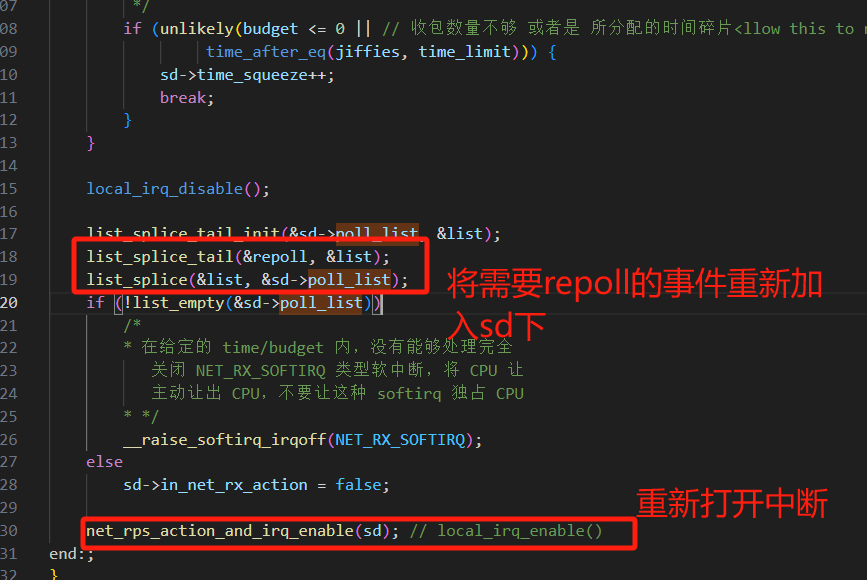 07 */
08 if (unlikely(budget <= 0 || // 收包数量不够 或者是 所分配的时间碎片<llow this to
09 time_after_eq(jiffies, time_limit))) {
10 sd->time_squeeze++;
11 break;
12 }
13 }
14
15 local_irq_disable();
16
17 list_splice_tail_init(&sd->poll_list, &list);
18 list_splice_tail(&repoll, &list);
19 list_splice(&list, &sd->poll_list);
20 if (!list_empty(&sd->poll_list))
将需要repoll的事件重新加
入sd下
21 /*
22 * 在给定的 time/budget 内，没有能够处理完全
23 关闭 NET_RX_SOFTIRQ 类型软中断，将 CPU 让
24 主动让出 CPU，不要让这种 softirq 独占 CPU
25 * */
26 __raise_softirq_irqoff(NET_RX_SOFTIRQ);
27 else
28 sd->in_net_rx_action = false;
29
重新打开中断
30 net_rps_action_and_irq_enable(sd); // local_irq_enable()
31 end:;
32 }